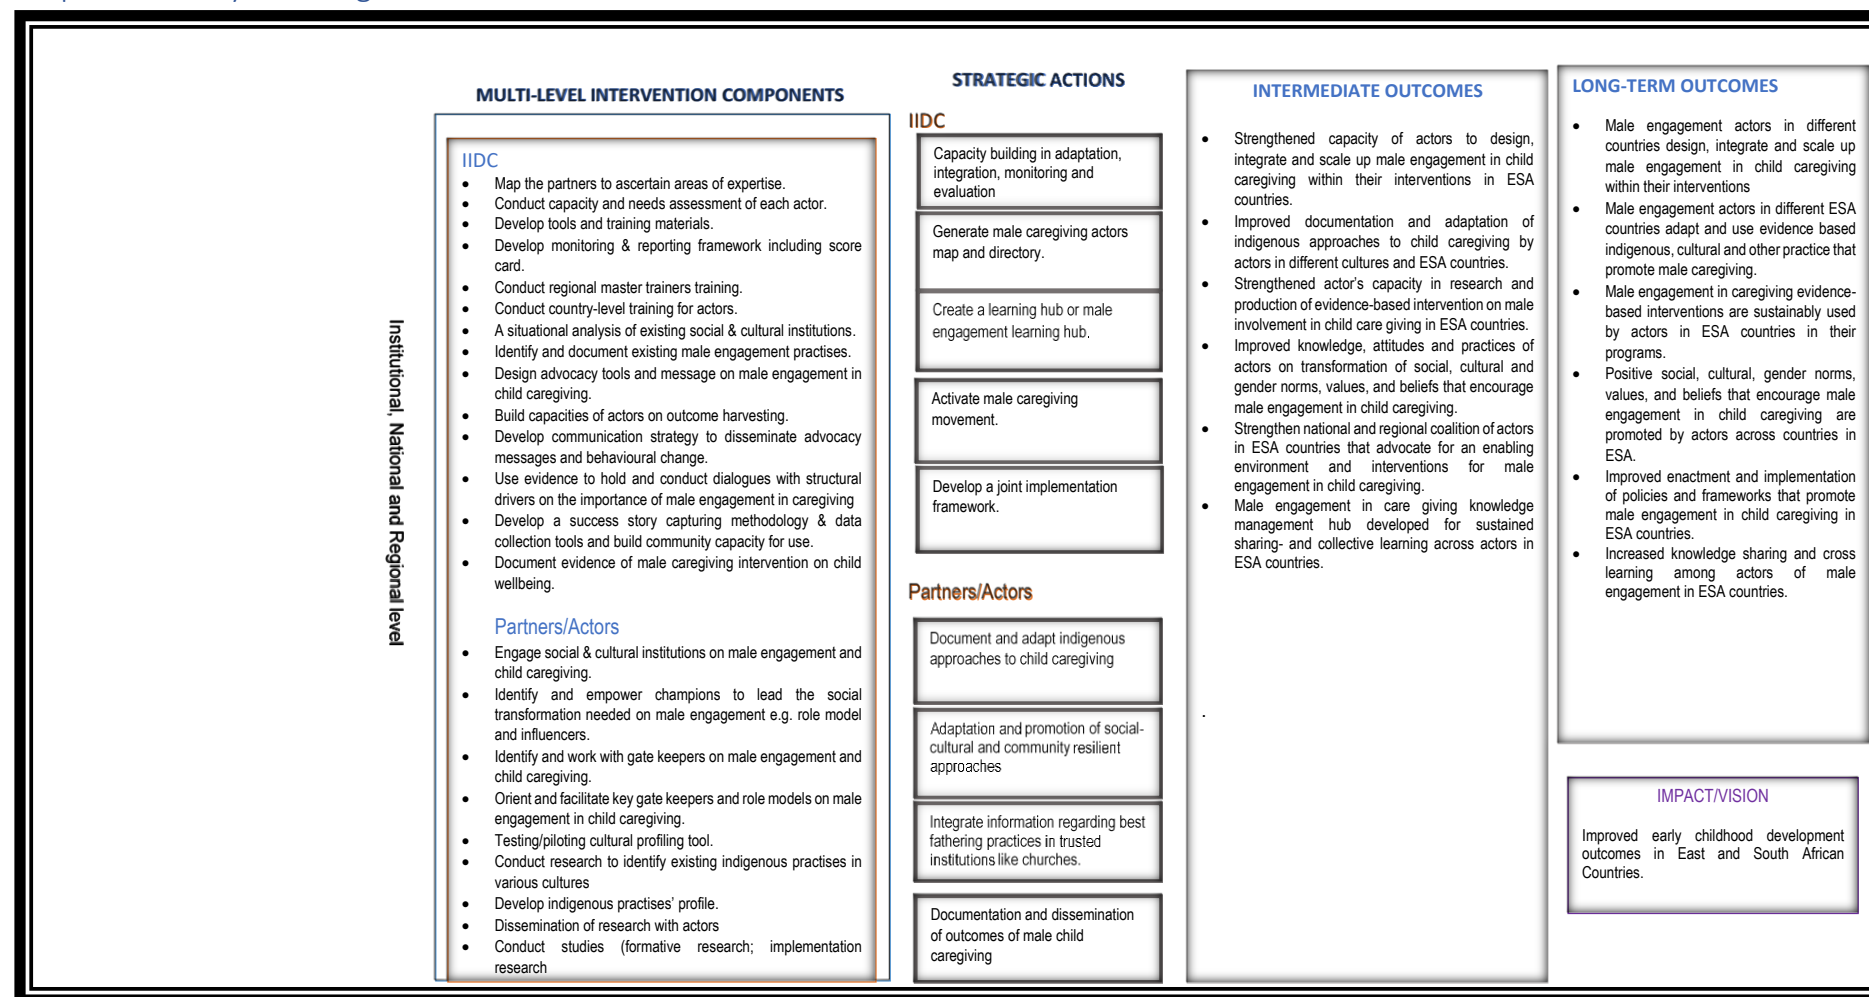 Institutional, National and Regional level
MULTI-LEVEL INTERVENTION COMPONENTS
IIDC
• Map the partners to ascertain areas of expertise.
• Conduct capacity and needs assessment of each actor.
• Develop tools and training materials.
• Develop monitoring & reporting framework including score
card.
• Conduct regional master trainers training.
• Conduct country-level training for actors.
• A situational analysis of existing social & cultural institutions.
• Identify and document existing male engagement practises.
• Design advocacy tools and message on male engagement in
child caregiving.
• Build capacities of actors on outcome harvesting.
• Develop communication strategy to disseminate advocacy
messages and behavioural change.
• Use evidence to hold and conduct dialogues with structural
drivers on the importance of male engagement in caregiving
• Develop a success story capturing methodology & data
collection tools and build community capacity for use.
• Document evidence of male caregiving intervention on child
wellbeing.
Partners/Actors
• Engage social & cultural institutions on male engagement and
child caregiving.
• Identify and empower champions to lead the social
transformation needed on male engagement e.g. role model
and influencers.
• Identify and work with gate keepers on male engagement and
child caregiving.
• Orient and facilitate key gate keepers and role models on male
engagement in child caregiving.
• Testing/piloting cultural profiling tool.
• Conduct research to identify existing indigenous practises in
various cultures
• Develop indigenous practises' profile.
• Dissemination of research with actors
• Conduct studies (formative research; implementation
research
STRATEGIC ACTIONS
IIDC
Capacity building in adaptation,
integration, monitoring and
evaluation
Generate male caregiving actors
map and directory.
Create a learning hub or male
engagement learning hub.
Activate male caregiving
movement.
Develop a joint implementation
framework.
Partners/Actors
Document and adapt indigenous
approaches to child caregiving
Adaptation and promotion of social-
cultural and community resilient
approaches
Integrate information regarding best
fathering practices in trusted
institutions like churches.
Documentation and dissemination
of outcomes of male child
caregiving
INTERMEDIATE OUTCOMES
• Strengthened capacity of actors to design,
integrate and scale up male engagement in child
caregiving within their interventions in ESA
countries.
• Improved documentation and adaptation of
indigenous approaches to child caregiving by
actors in different cultures and ESA countries.
• Strengthened actor's capacity in research and
production of evidence-based intervention on male
involvement in child care giving in ESA countries.
• Improved knowledge, attitudes and practices of
actors on transformation of social, cultural and
gender norms, values, and beliefs that encourage
male engagement in child caregiving.
• Strengthen national and regional coalition of actors
in ESA countries that advocate for an enabling
environment and interventions for male
engagement in child caregiving.
• Male engagement in care giving knowledge
management hub developed for sustained
sharing- and collective learning across actors in
ESA countries.
.
LONG-TERM OUTCOMES
• Male engagement actors in different
countries design, integrate and scale up
male engagement in child caregiving
within their interventions
• Male engagement actors in different ESA
countries adapt and use evidence based
indigenous, cultural and other practice that
promote male caregiving.
• Male engagement in caregiving evidence-
based interventions are sustainably used
by actors in ESA countries in their
programs.
• Positive social, cultural, gender norms,
values, and beliefs that encourage male
engagement in child caregiving are
promoted by actors across countries in
ESA.
• Improved enactment and implementation
of policies and frameworks that promote
male engagement in child caregiving in
ESA countries.
• Increased knowledge sharing and cross
learning among actors of male
engagement in ESA countries.
IMPACT/VISION
Improved early childhood development
outcomes in East and South African
Countries.